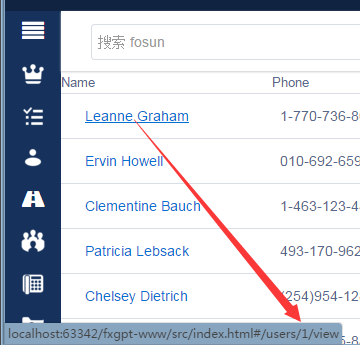 搜索 fosun
Name Phone
Leanne Graham 1-770-736-8
Ervin Howell 010-692-659
Clementine Bauch 1-463-123-4
Patricia Lebsack 493-170-962
Chelsey Dietrich (254)954-12
localhost:63342/fxgpt-www/src/index.html#/users/1/view